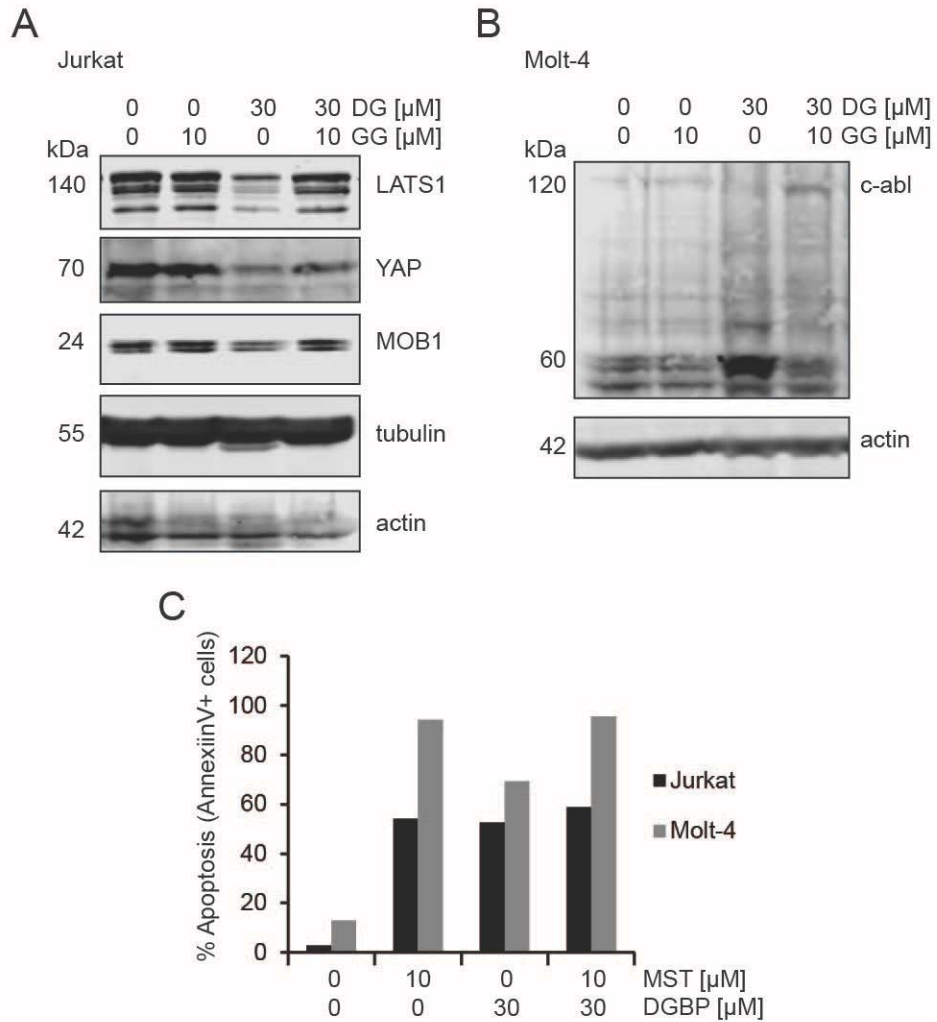 A
Jurkat
0 0 30 30 DG [µM]
0 10 0 10 GG [µM]
kDa
140 LATS1
70 YAP
24 MOB1
55 tubulin
42 actin
B
Molt-4
0 0 30 30 DG [µM]
0 10 0 10 GG [µM]
kDa
120 c-abl
60
42 actin
C
% Apoptosis (AnnexiinV+ cells)
120
100
80
60
40
20
0
Jurkat
Molt-4
0 10 0 10 MST [µM]
0 0 30 30 DGBP [µM]